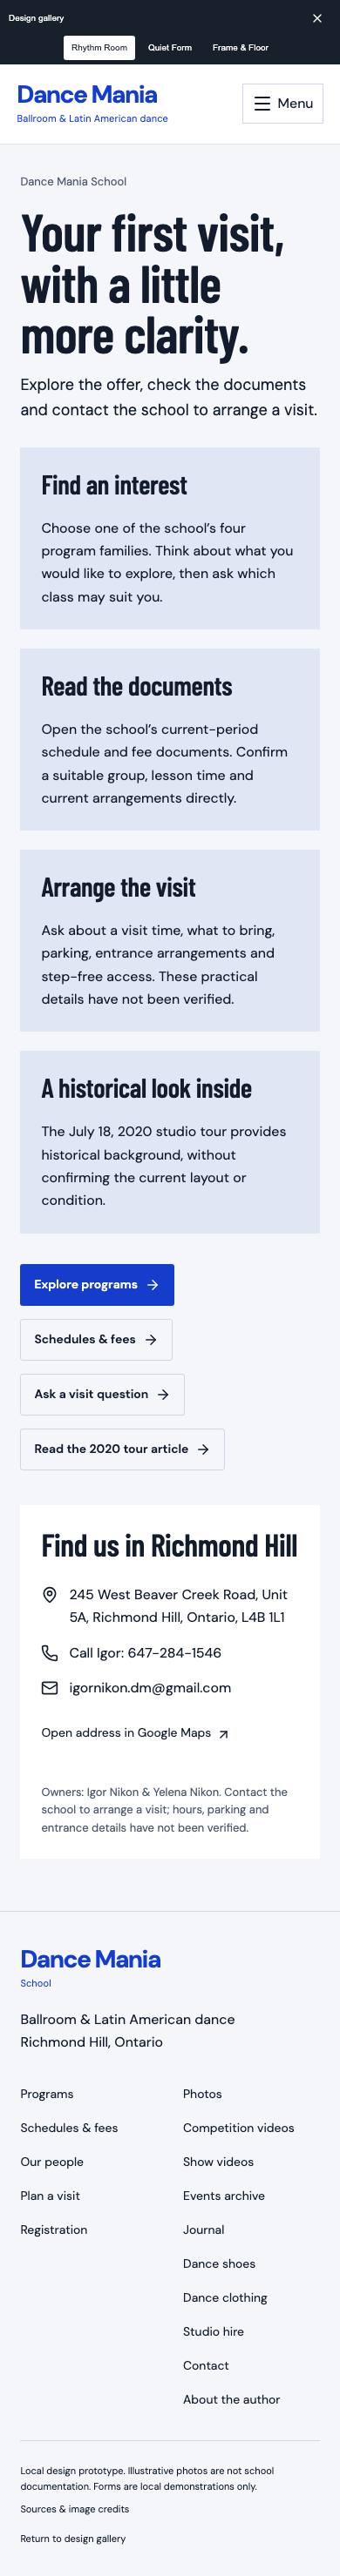 Design gallery
Rhythm Room Quiet Form Frame & Floor
Dance Mania
Ballroom & Latin American dance
Menu
Dance Mania School
Your first visit,
with a little
more clarity.
Explore the offer, check the documents
and contact the school to arrange a visit.
Find an interest
Choose one of the school’s four
program families. Think about what you
would like to explore, then ask which
class may suit you.
Read the documents
Open the school’s current-period
schedule and fee documents. Confirm
a suitable group, lesson time and
current arrangements directly.
Arrange the visit
Ask about a visit time, what to bring,
parking, entrance arrangements and
step-free access. These practical
details have not been verified.
A historical look inside
The July 18, 2020 studio tour provides
historical background, without
confirming the current layout or
condition.
Explore programs
Schedules & fees
Ask a visit question
Read the 2020 tour article
Find us in Richmond Hill
245 West Beaver Creek Road, Unit
5A, Richmond Hill, Ontario, L4B 1L1
Call Igor: 647-284-1546
igornikon.dm@gmail.com
Open address in Google Maps
Owners: Igor Nikon & Yelena Nikon. Contact the
school to arrange a visit; hours, parking and
entrance details have not been verified.
Dance Mania
School
Ballroom & Latin American dance
Richmond Hill, Ontario
Programs
Schedules & fees
Our people
Plan a visit
Registration
Photos
Competition videos
Show videos
Events archive
Journal
Dance shoes
Dance clothing
Studio hire
Contact
About the author
Local design prototype. Illustrative photos are not school
documentation. Forms are local demonstrations only.
Sources & image credits
Return to design gallery